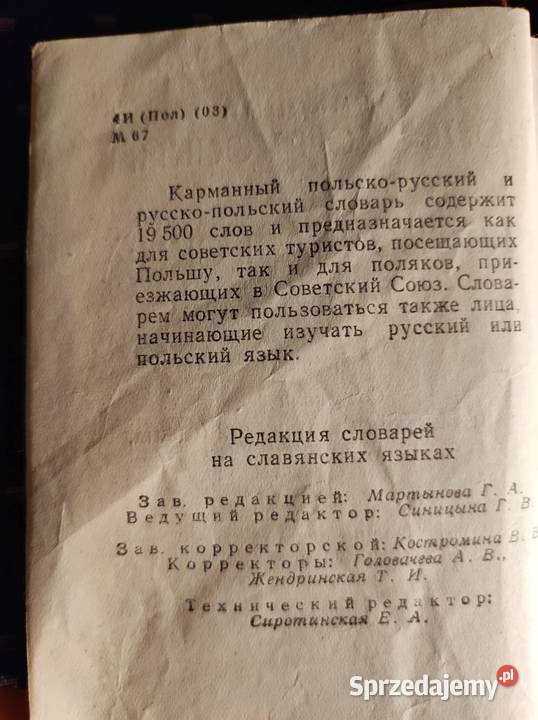 4И (Пол) (03)
М 67
Карманный польско-русский и
русско-польский словарь содержит
19 500 слов и предназначается как
для советских туристов, посещающих
Польшу, так и для поляков, при-
езжающих в Советский Союз. Слова-
рем могут пользоваться также лица,
начинающие изучать русский или
польский язык.
Редакция словарей
на славянских языках
Зав. редакцией: Мартынова Г. А.
Ведущий редактор: Синицына Г. В.
Зав. корректорской: Костромина В. В.
Корректоры: Головачева А. В.,
Жендринская Т. И.
Технический редактор:
Сиротинская Е. А.
Sprzedajemy.pl